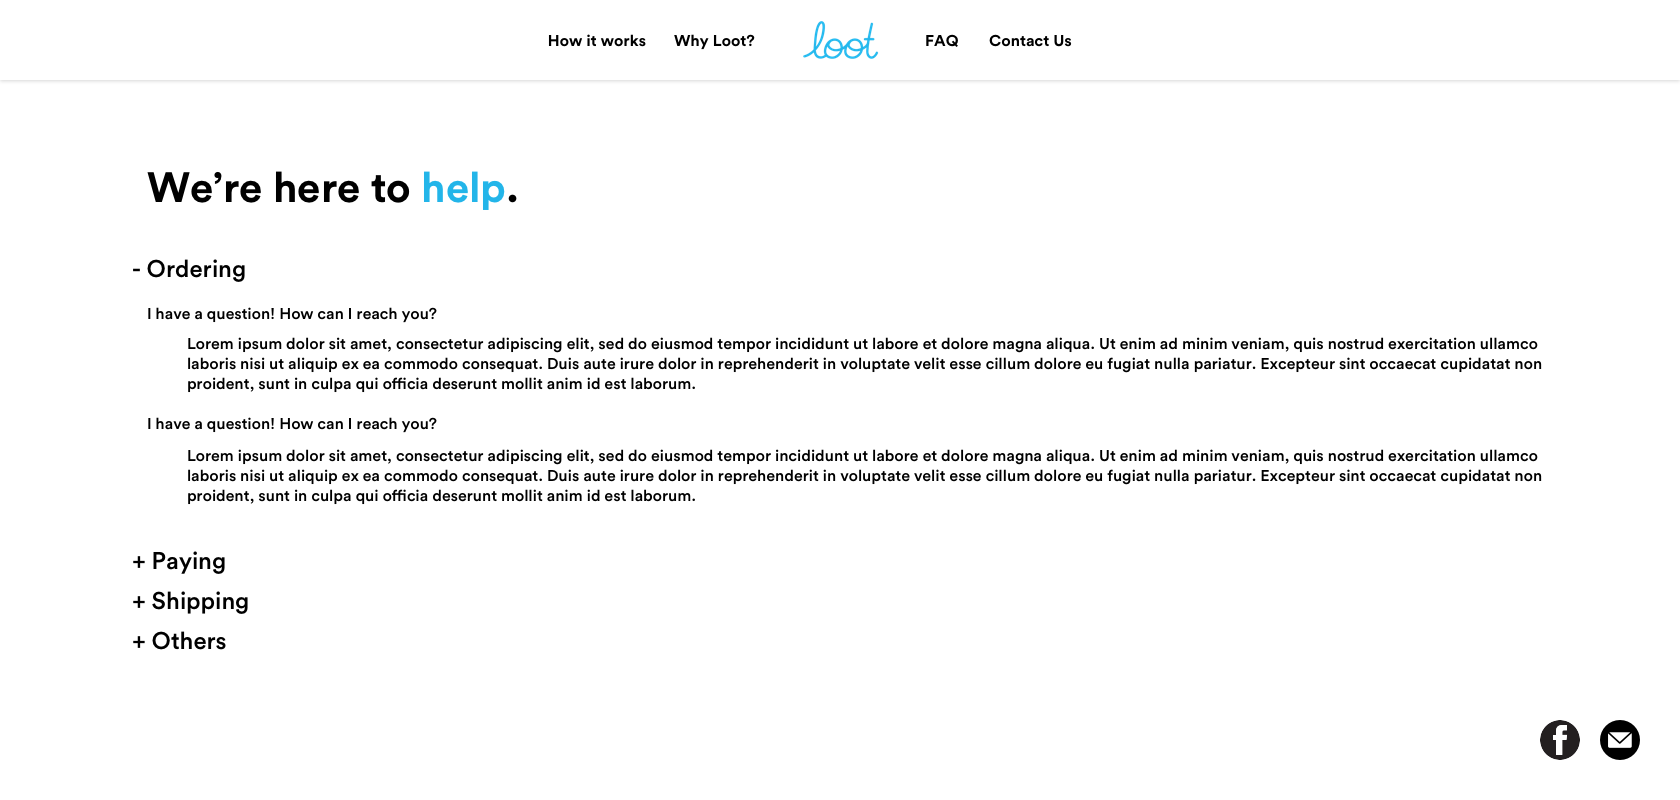 How it works
Why Loot?
loot
FAQ
Contact Us
We’re here to help.
- Ordering
I have a question! How can I reach you?
Lorem ipsum dolor sit amet, consectetur adipiscing elit, sed do eiusmod tempor incididunt ut labore et dolore magna aliqua. Ut enim ad minim veniam, quis nostrud exercitation ullamco
laboris nisi ut aliquip ex ea commodo consequat. Duis aute irure dolor in reprehenderit in voluptate velit esse cillum dolore eu fugiat nulla pariatur. Excepteur sint occaecat cupidatat non
proident, sunt in culpa qui officia deserunt mollit anim id est laborum.
I have a question! How can I reach you?
Lorem ipsum dolor sit amet, consectetur adipiscing elit, sed do eiusmod tempor incididunt ut labore et dolore magna aliqua. Ut enim ad minim veniam, quis nostrud exercitation ullamco
laboris nisi ut aliquip ex ea commodo consequat. Duis aute irure dolor in reprehenderit in voluptate velit esse cillum dolore eu fugiat nulla pariatur. Excepteur sint occaecat cupidatat non
proident, sunt in culpa qui officia deserunt mollit anim id est laborum.
+ Paying
+ Shipping
+ Others